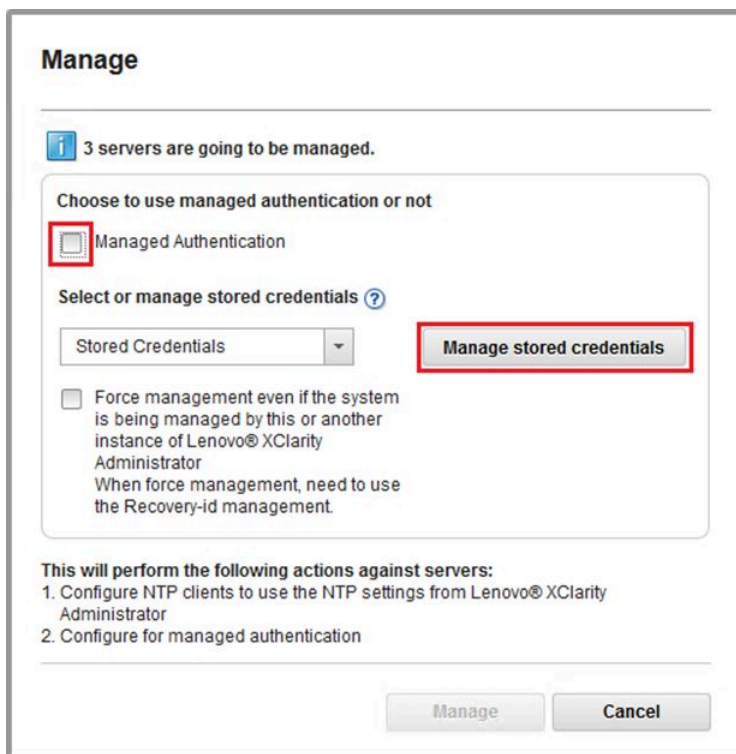 Manage
i 3 servers are going to be managed.
Choose to use managed authentication or not
Managed Authentication
Select or manage stored credentials ?
Stored Credentials
Manage stored credentials
Force management even if the system
is being managed by this or another
instance of Lenovo® XClarity
Administrator
When force management, need to use
the Recovery-id management.
This will perform the following actions against servers:
1. Configure NTP clients to use the NTP settings from Lenovo® XClarity
Administrator
2. Configure for managed authentication
Manage
Cancel